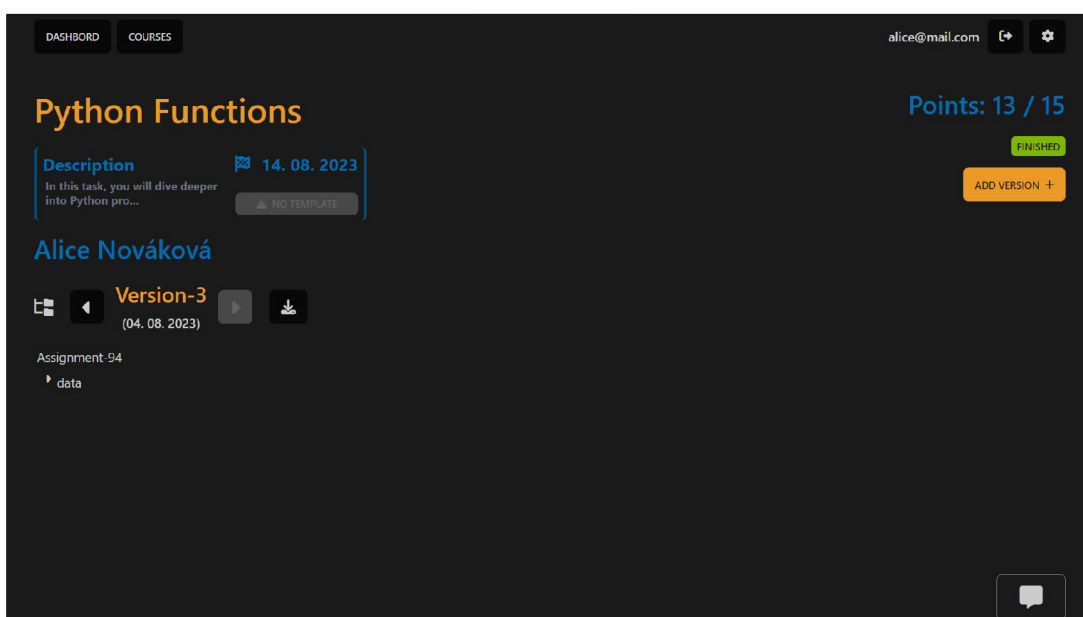 DASHBORD COURSES alice@mail.com
Python Functions Points: 13 / 15
FINISHED
Description 14. 08. 2023
In this task, you will dive deeper
into Python pro...
NO TEMPLATE
ADD VERSION +
Alice Nováková
Version-3
(04. 08. 2023)
Assignment-94
data